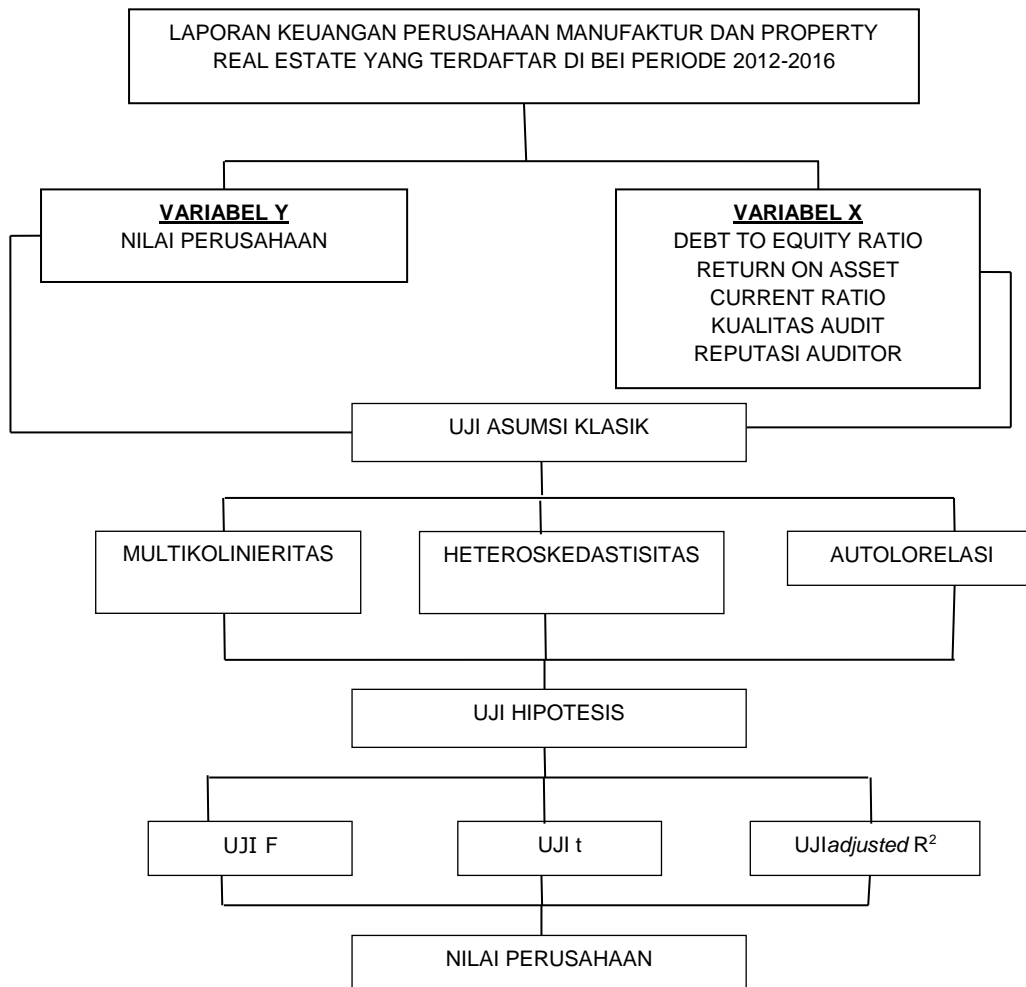 LAPORAN KEUANGAN PERUSAHAAN MANUFAKTUR DAN PROPERTY
REAL ESTATE YANG TERDAFTAR DI BEI PERIODE 2012-2016
VARIABEL Y
NILAI PERUSAHAAN
VARIABEL X
DEBT TO EQUITY RATIO
RETURN ON ASSET
CURRENT RATIO
KUALITAS AUDIT
REPUTASI AUDITOR
UJI ASUMSI KLASIK
MULTIKOLINIERITAS
HETEROSKEDASTISITAS
AUTOLORELASI
UJI HIPOTESIS
UJI F
UJI t
UJIadjusted R²
NILAI PERUSAHAAN